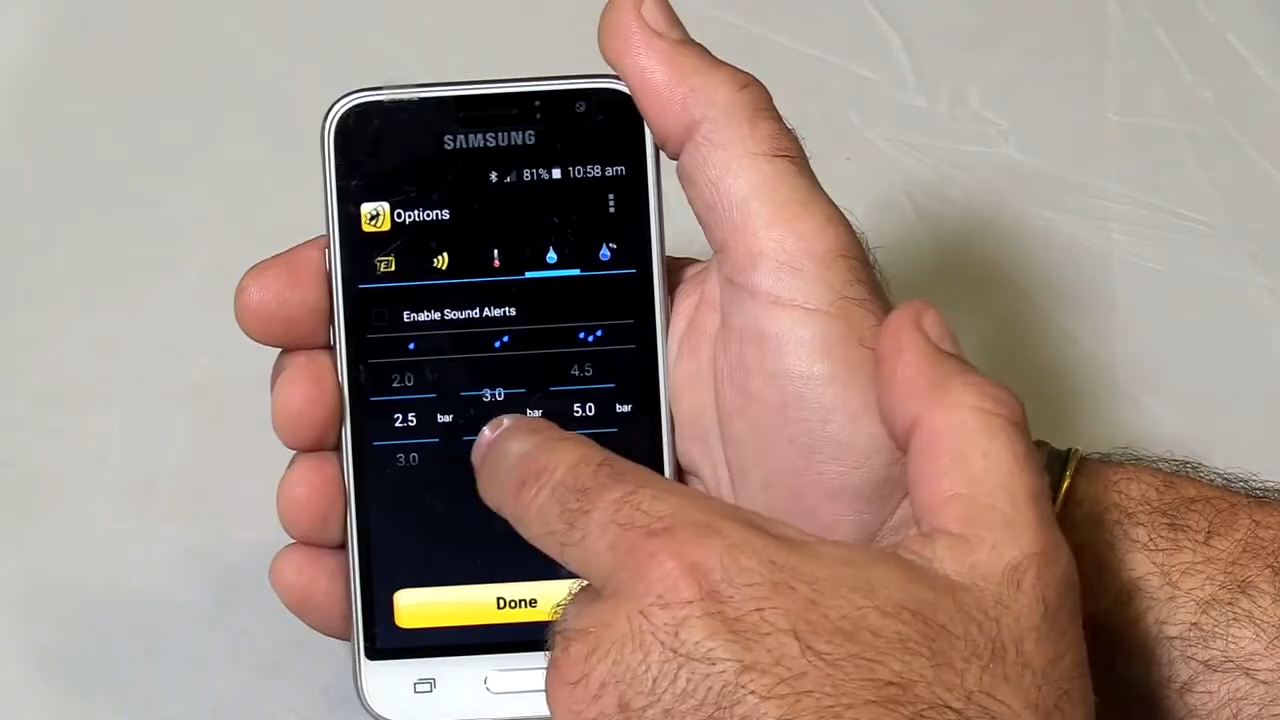 SAMSUNG
81% 10:58 am
Options
TEI
Enable Sound Alerts
2.0 3.0 4.5
2.5 bar bar 5.0 bar
3.0
Done